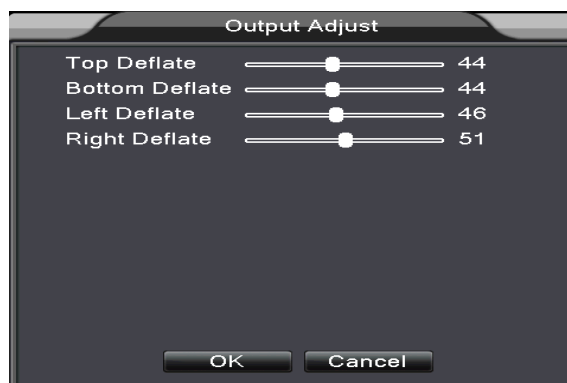 Output Adjust
Top Deflate 44
Bottom Deflate 44
Left Deflate 46
Right Deflate 51
OK Cancel